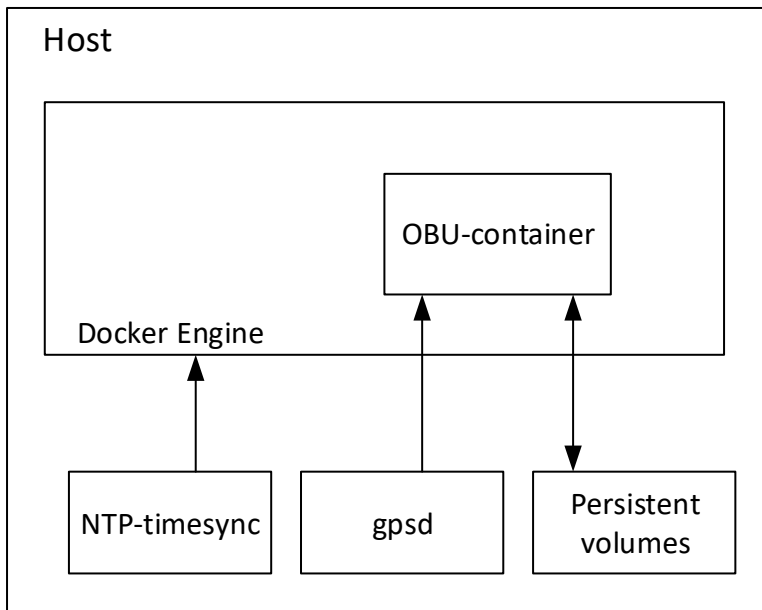 Host
OBU-container
Docker Engine
NTP-timesync
gpsd
Persistent
volumes